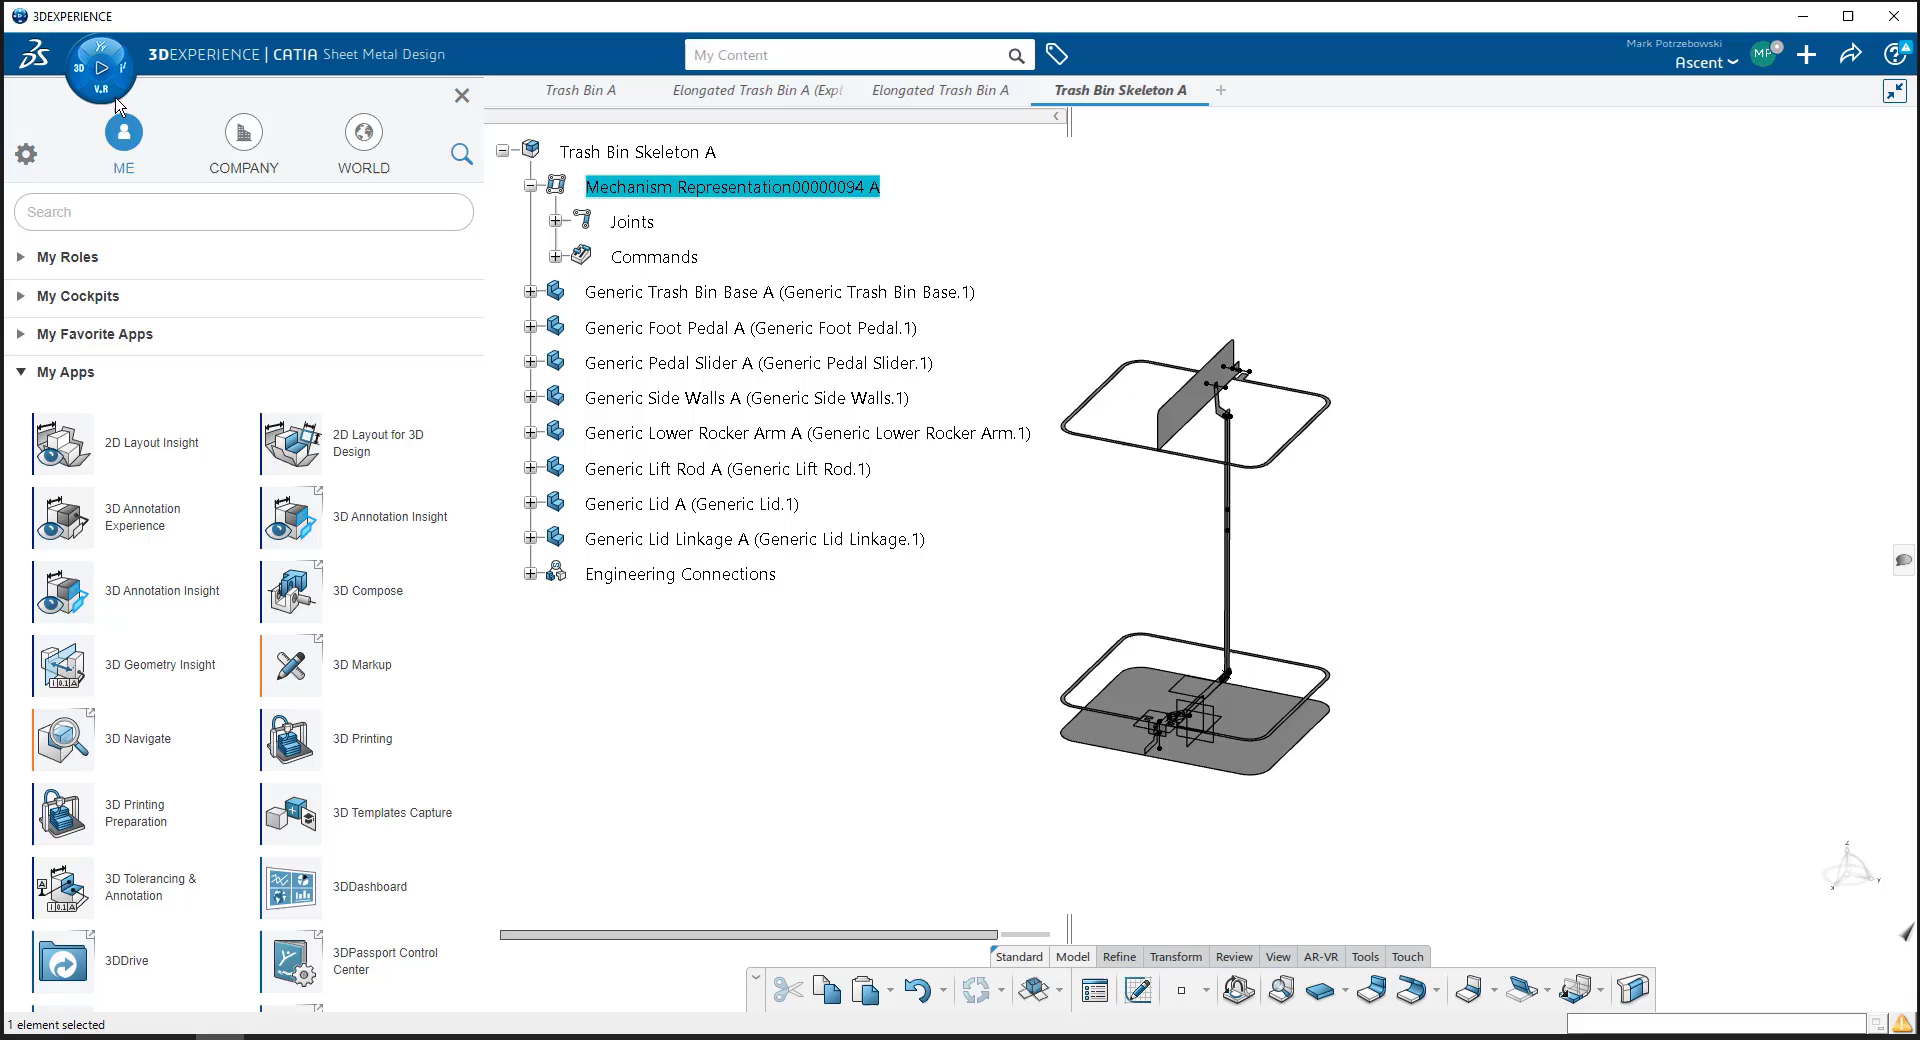 3DEXPERIENCE
3DEXPERIENCE | CATIA Sheet Metal Design
3D
V.R
My Content
Mark Potrzebowski
Ascent
MP
Trash Bin A
Elongated Trash Bin A (Expl
Elongated Trash Bin A
Trash Bin Skeleton A
ME
COMPANY
WORLD
Search
My Roles
My Cockpits
My Favorite Apps
My Apps
2D Layout Insight
2D Layout for 3D
Design
3D Annotation
Experience
3D Annotation Insight
3D Annotation Insight
3D Compose
3D Geometry Insight
3D Markup
3D Navigate
3D Printing
3D Printing
Preparation
3D Templates Capture
3D Tolerancing &
Annotation
3DDashboard
3DDrive
3DPassport Control
Center
Trash Bin Skeleton A
Mechanism Representation00000094 A
Joints
Commands
Generic Trash Bin Base A (Generic Trash Bin Base.1)
Generic Foot Pedal A (Generic Foot Pedal.1)
Generic Pedal Slider A (Generic Pedal Slider.1)
Generic Side Walls A (Generic Side Walls.1)
Generic Lower Rocker Arm A (Generic Lower Rocker Arm.1)
Generic Lift Rod A (Generic Lift Rod.1)
Generic Lid A (Generic Lid.1)
Generic Lid Linkage A (Generic Lid Linkage.1)
Engineering Connections
z
x
y
Standard
Model
Refine
Transform
Review
View
AR-VR
Tools
Touch
1 element selected